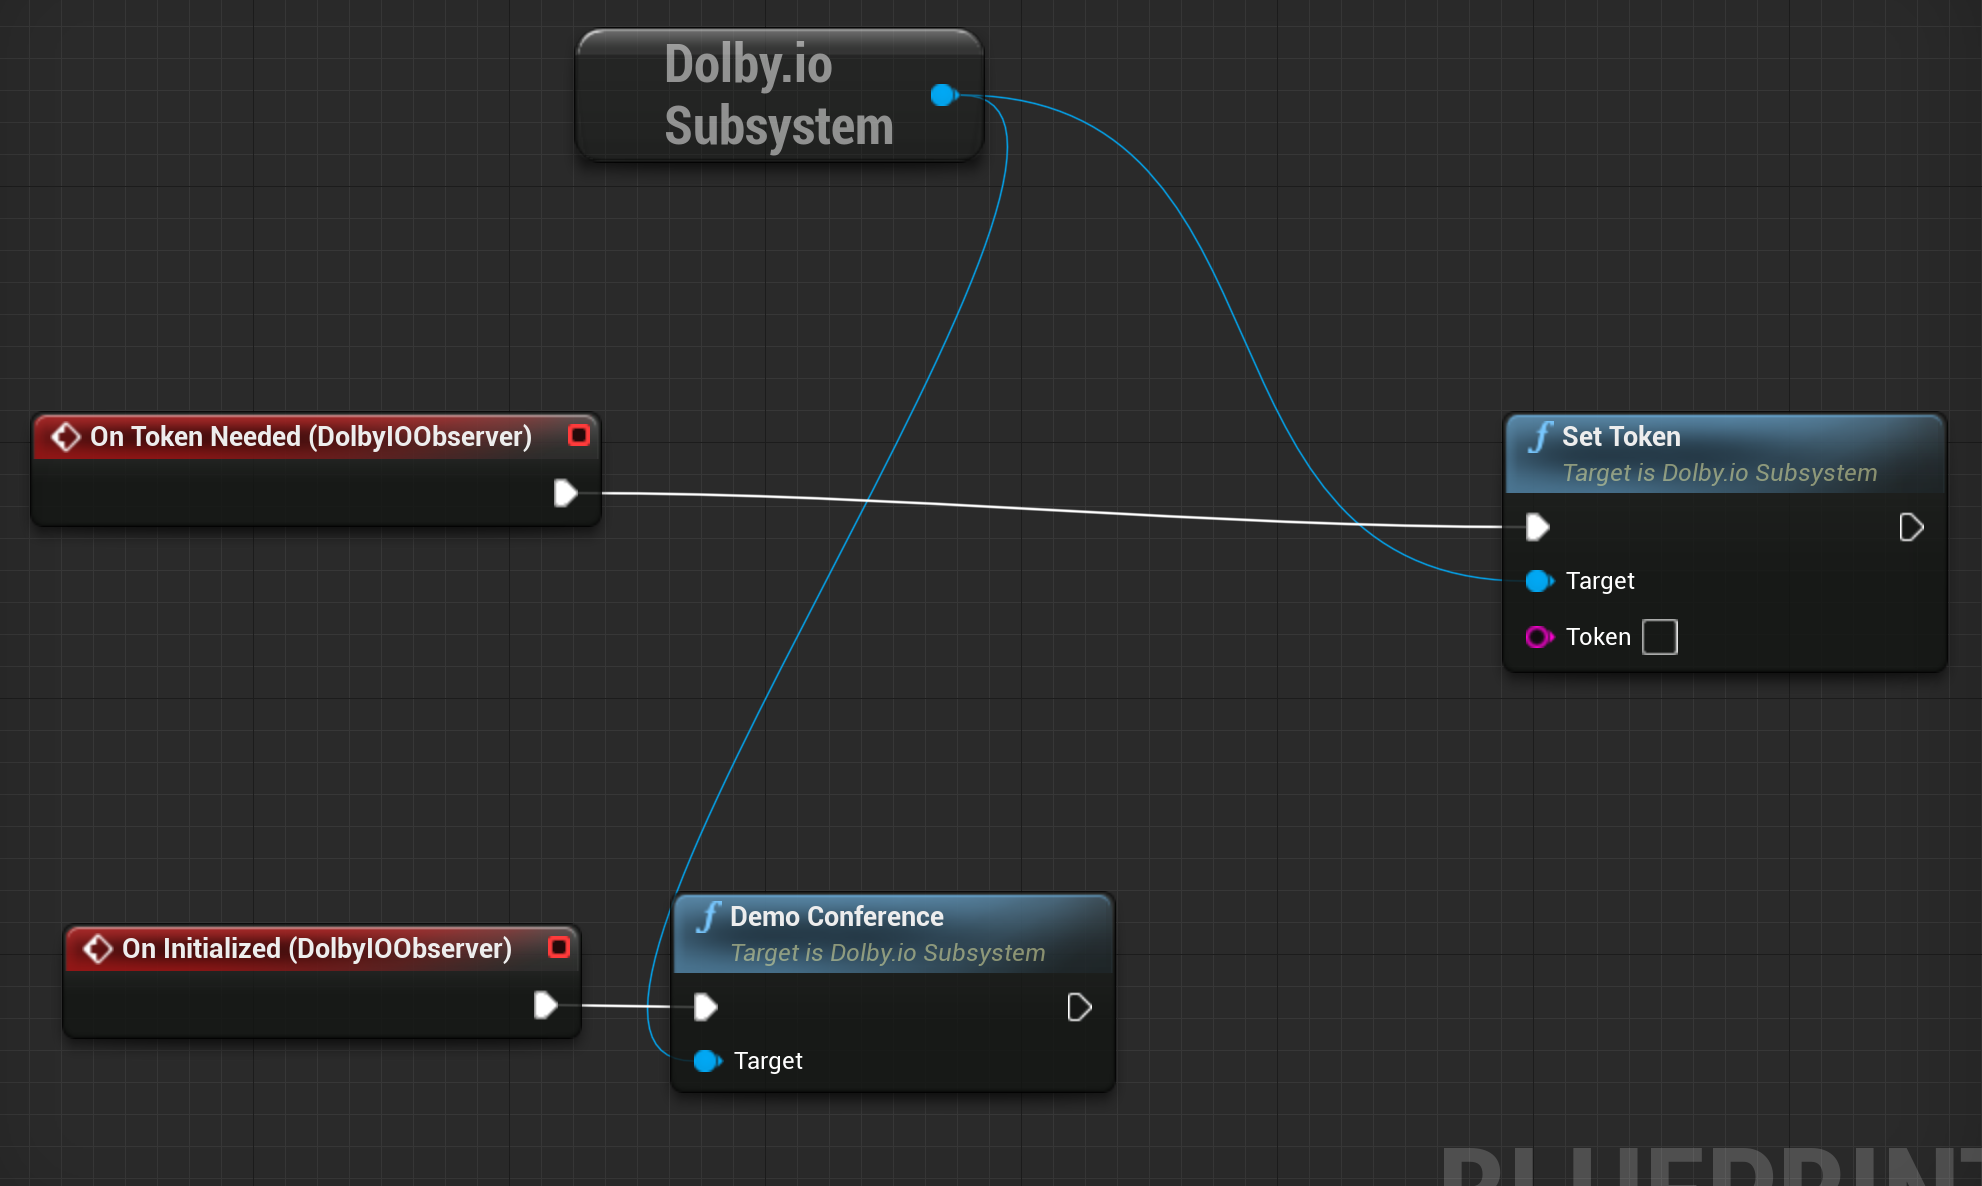 Dolby.io
Subsystem
On Token Needed (DolbyIOObserver)
Set Token
Target is Dolby.io Subsystem
Target
Token
On Initialized (DolbyIOObserver)
Demo Conference
Target is Dolby.io Subsystem
Target